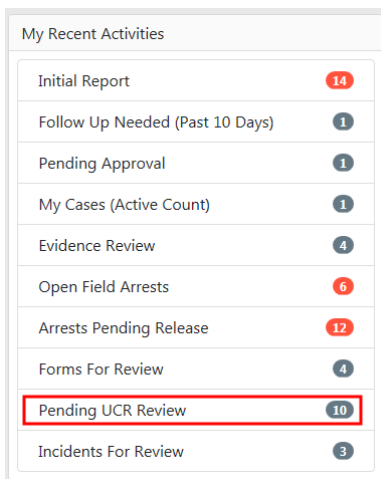 My Recent Activities
Initial Report 14
Follow Up Needed (Past 10 Days) 1
Pending Approval 1
My Cases (Active Count) 1
Evidence Review 4
Open Field Arrests 6
Arrests Pending Release 12
Forms For Review 4
Pending UCR Review 10
Incidents For Review 3